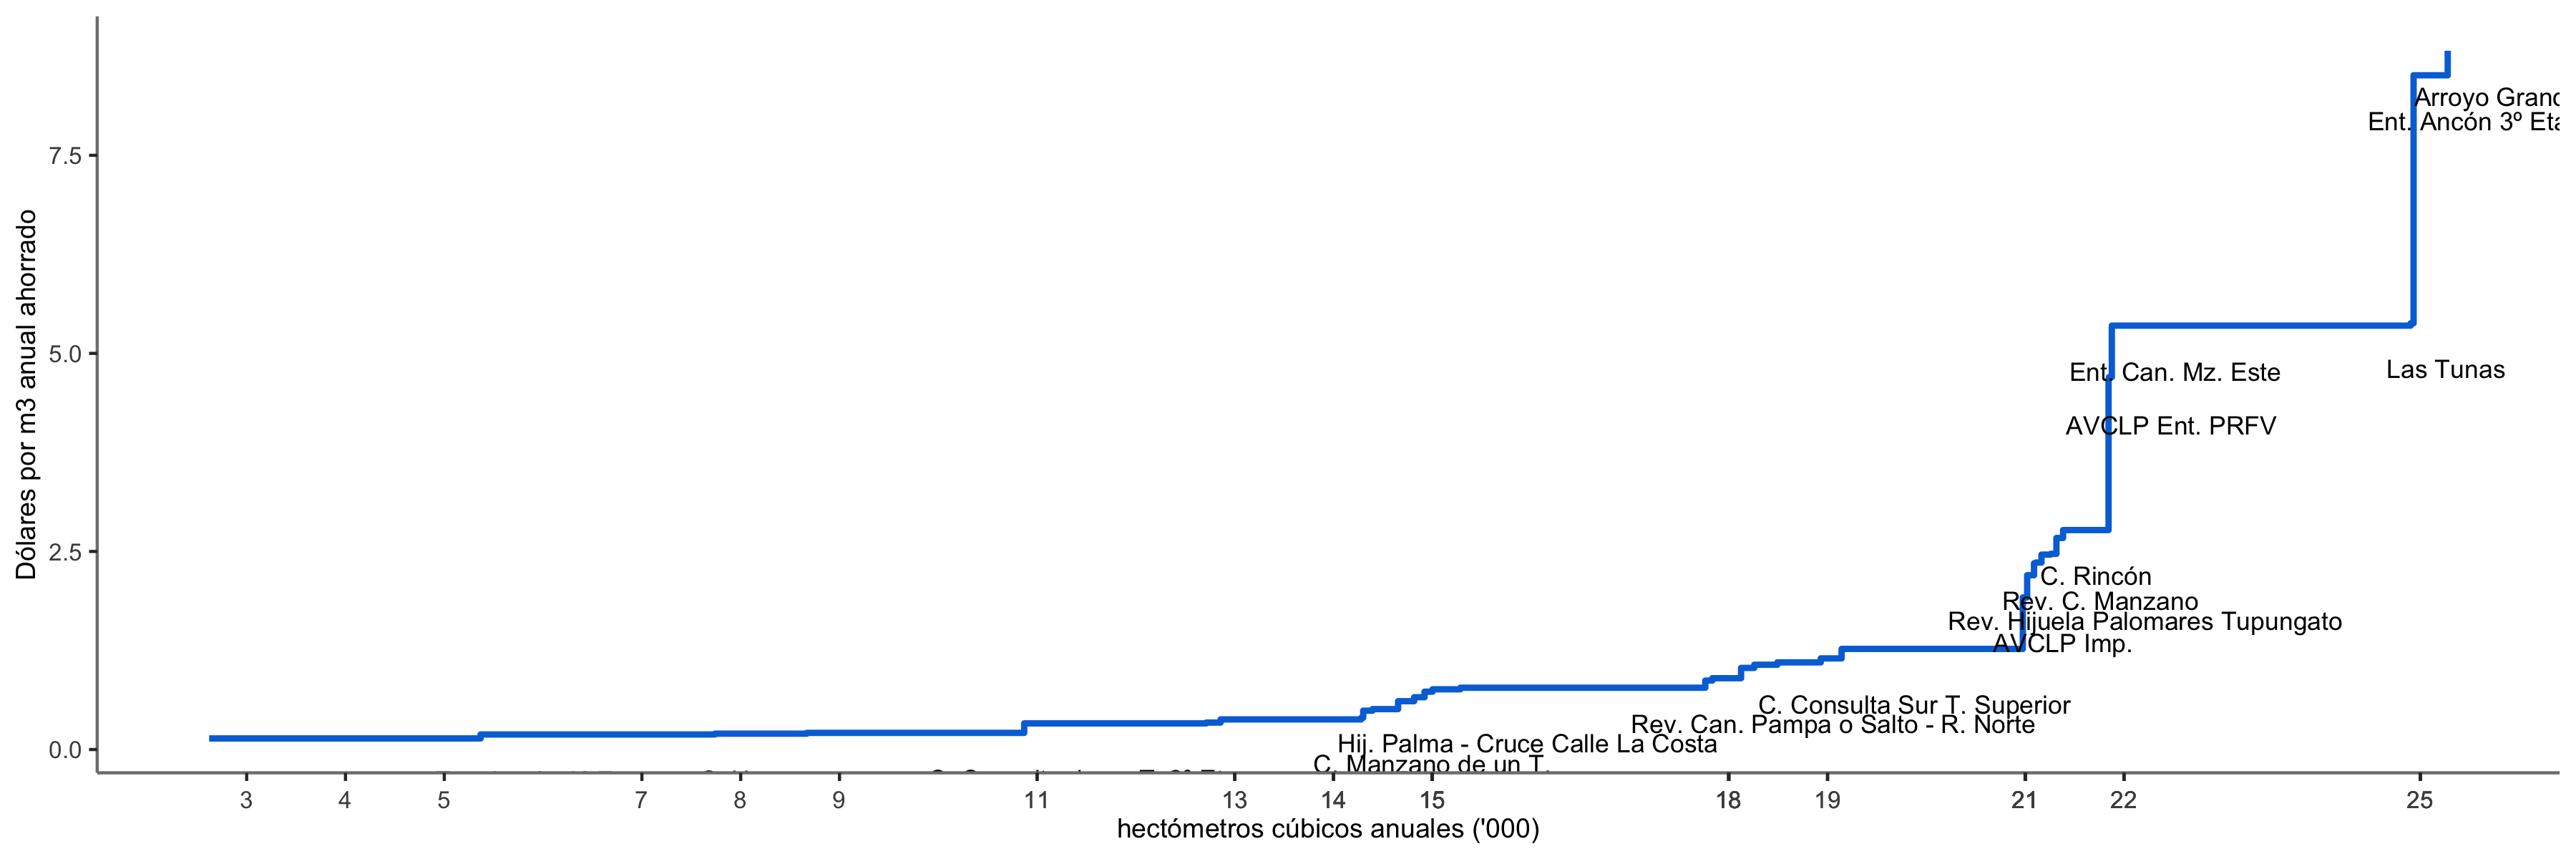 Arroyo
Ent. Ancón 3º
7.5
Dólares por m3 anual ahorrado
5.0
Ent. Can. Mz. Este
Las Tunas
AVCLP Ent. PRFV
2.5
C. Rincón
Rev. C. Manzano
Rev. Hijuela Palomares Tupungato
AVCLP Imp.
C. Consulta Sur T. Superior
Rev. Can. Pampa o Salto - R. Norte
Hij. Palma - Cruce Calle La Costa
0.0
C. Manzano de un T.
3 4 5 7 8 9 11 13 14 15 18 19 21 22 25
hectómetros cúbicos anuales ('000)